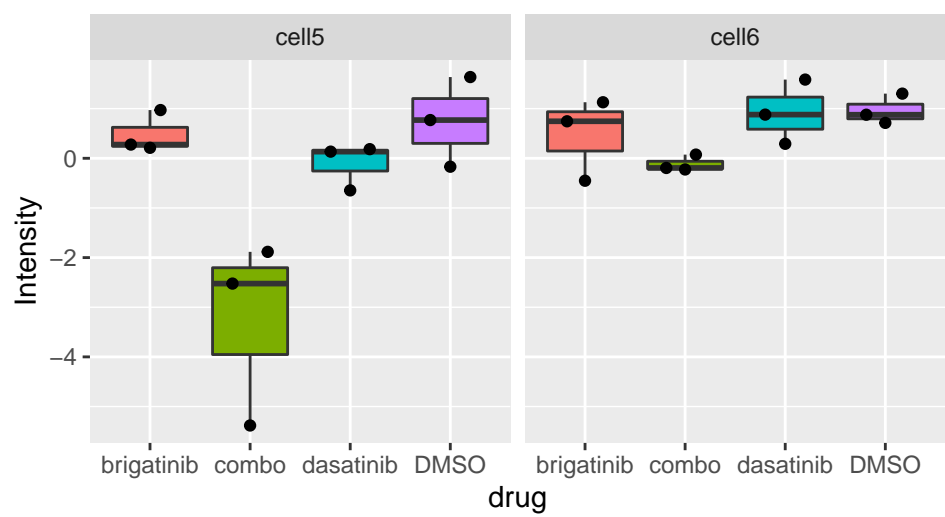 cell5 cell6
Intensity
0
−2
−4
brigatinib combo dasatinib DMSO brigatinib combo dasatinib DMSO
drug